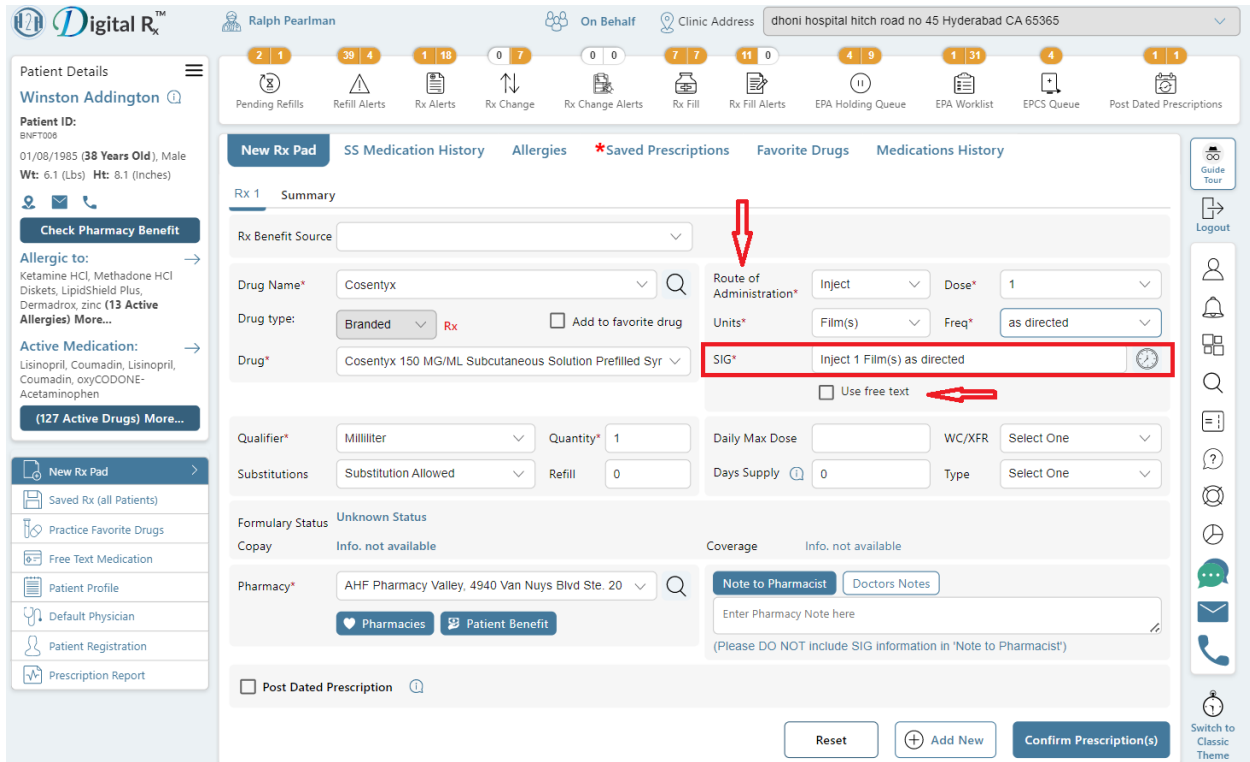 H2H Digital Rx™
Ralph Pearlman
On Behalf
Clinic Address
dhoni hospital hitch road no 45 Hyderabad CA 65365
Patient Details
Winston Addington
Patient ID:
BNFT006
01/08/1985 (38 Years Old), Male
Wt: 6.1 (Lbs) Ht: 8.1 (Inches)
Check Pharmacy Benefit
Allergic to:
Ketamine HCl, Methadone HCl
Diskets, LipidShield Plus,
Dermadrox, zinc (13 Active
Allergies) More...
Active Medication:
Lisinopril, Coumadin, Lisinopril,
Coumadin, oxyCODONE-
Acetaminophen
(127 Active Drugs) More...
New Rx Pad
Saved Rx (all Patients)
Practice Favorite Drugs
Free Text Medication
Patient Profile
Default Physician
Patient Registration
Prescription Report
2 1
Pending Refills
39 4
Refill Alerts
1 18
Rx Alerts
0 7
Rx Change
0 0
Rx Change Alerts
7 7
Rx Fill
11 0
Rx Fill Alerts
4 9
EPA Holding Queue
1 31
EPA Worklist
4
EPCS Queue
1 1
Post Dated Prescriptions
New Rx Pad
SS Medication History
Allergies
*Saved Prescriptions
Favorite Drugs
Medications History
Rx 1
Summary
Rx Benefit Source
Drug Name*
Cosentyx
Drug type:
Branded
Rx
Add to favorite drug
Drug*
Cosentyx 150 MG/ML Subcutaneous Solution Prefilled Syr
Route of
Administration*
Inject
Dose*
1
Units*
Film(s)
Freq*
as directed
SIG*
Inject 1 Film(s) as directed
Use free text
Qualifier*
Milliliter
Quantity*
1
Substitutions
Substitution Allowed
Refill
0
Daily Max Dose
WC/XFR
Select One
Days Supply
0
Type
Select One
Formulary Status
Unknown Status
Copay
Info. not available
Coverage
Info. not available
Pharmacy*
AHF Pharmacy Valley, 4940 Van Nuys Blvd Ste. 20
Pharmacies
Patient Benefit
Note to Pharmacist
Doctors Notes
Enter Pharmacy Note here
(Please DO NOT include SIG information in 'Note to Pharmacist')
Post Dated Prescription
Reset
Add New
Confirm Prescription(s)
Guide
Tour
Logout
Switch to
Classic
Theme